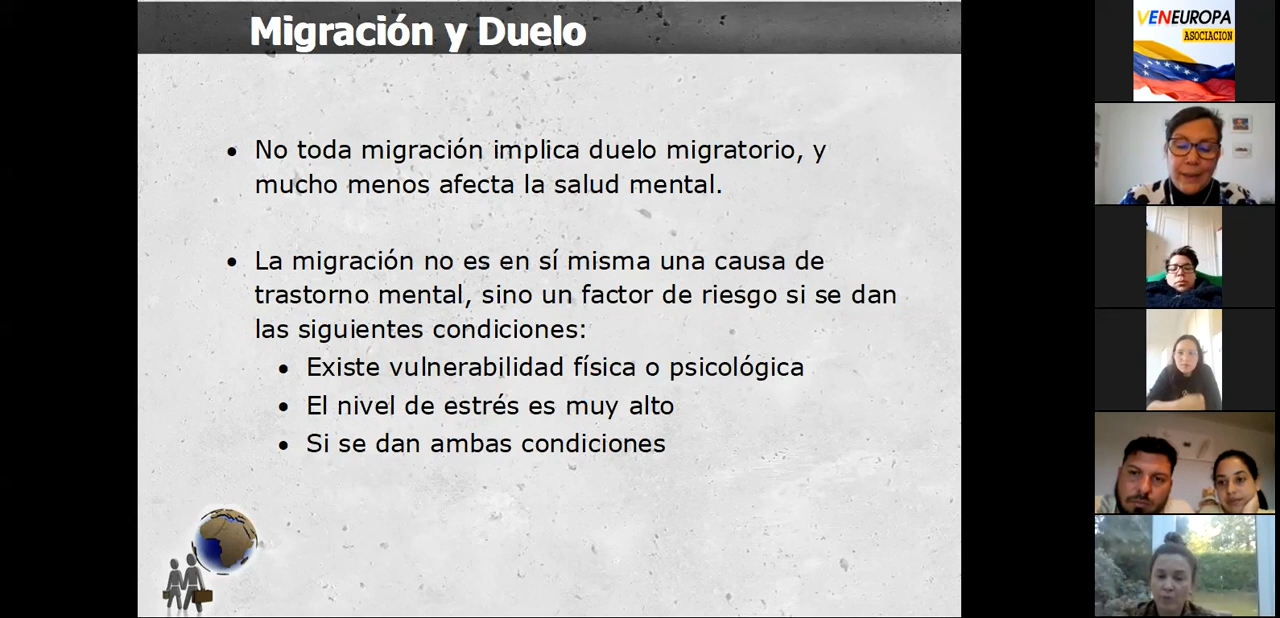 Migración y Duelo
No toda migración implica duelo migratorio, y
mucho menos afecta la salud mental.
La migración no es en sí misma una causa de
trastorno mental, sino un factor de riesgo si se dan
las siguientes condiciones:
Existe vulnerabilidad física o psicológica
El nivel de estrés es muy alto
Si se dan ambas condiciones
VENEUROPA
ASOCIACION